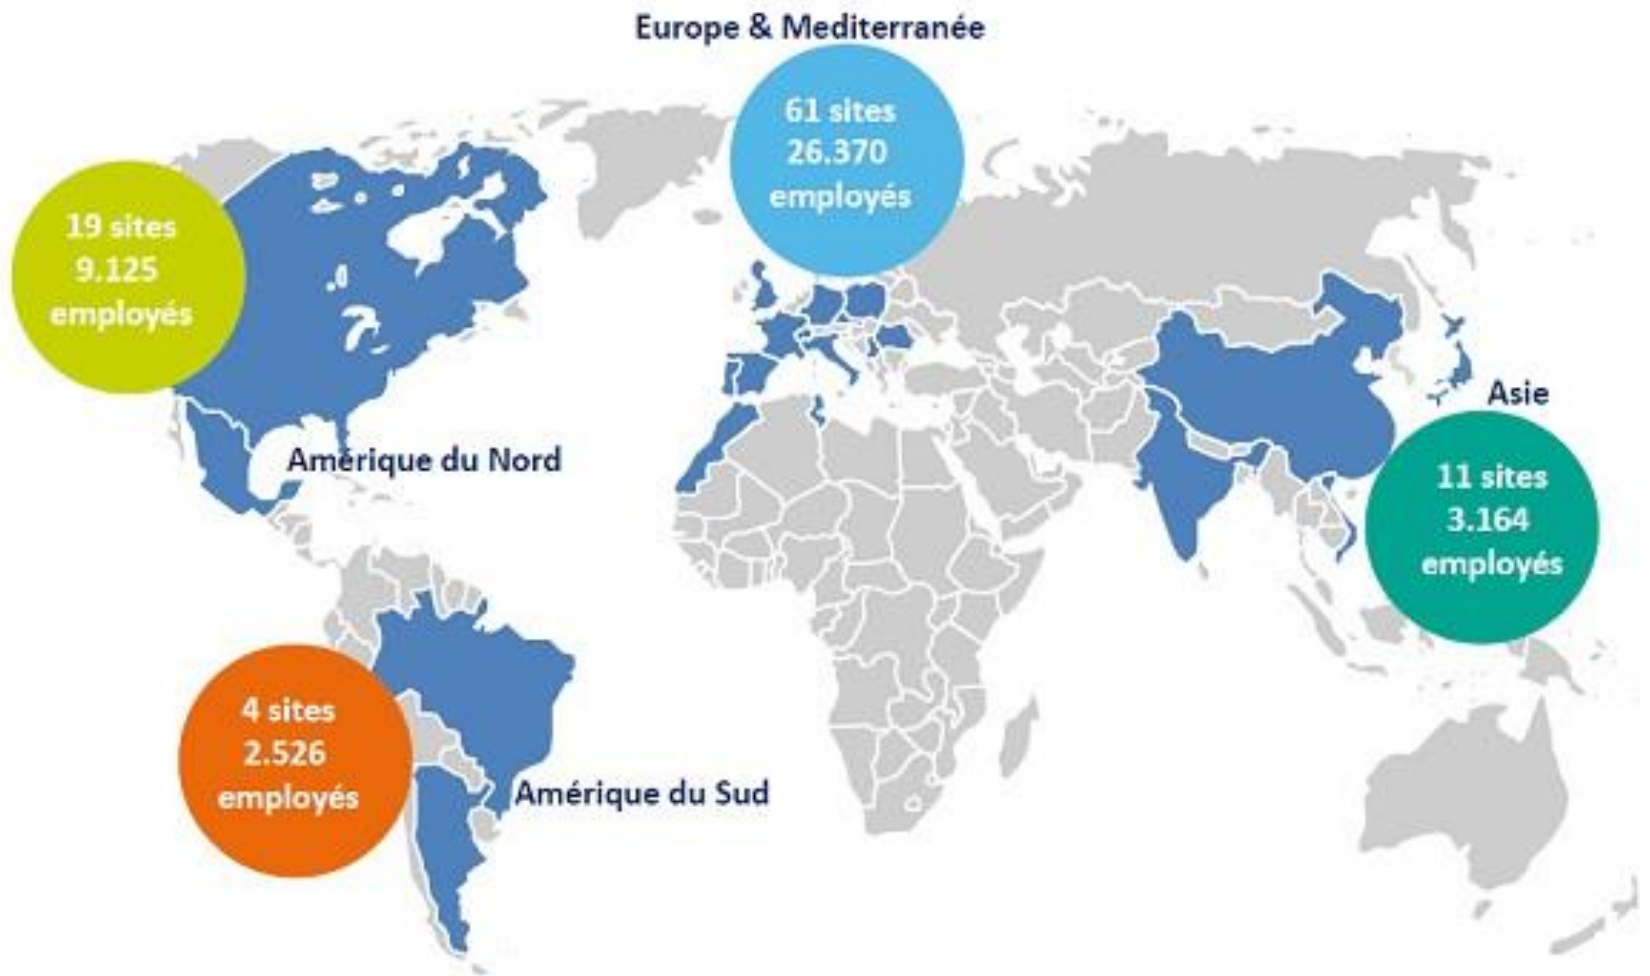 Europe & Mediterranée
61 sites
26.370
employés
19 sites
9.125
employés
Amérique du Nord
Asie
11 sites
3.164
employés
4 sites
2.526
employés
Amérique du Sud